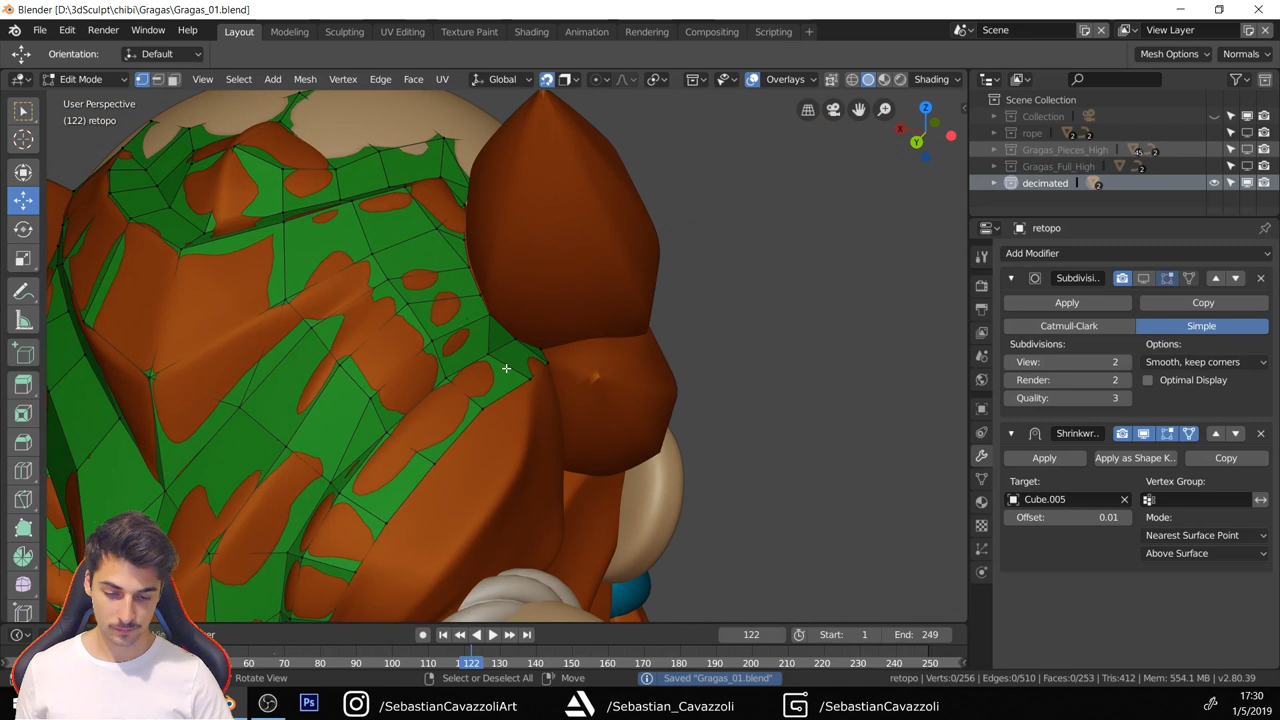 Blender [D:\3dSculpt\chibi\Gragas\Gragas_01.blend]
File Edit Render Window Help Layout Modeling Sculpting UV Editing Texture Paint Shading Animation Rendering Compositing Scripting + Scene View Layer
Orientation: Default Mesh Options Normals
Edit Mode View Select Add Mesh Vertex Edge Face UV Global Overlays Shading
User Perspective
(122) retopo
Z
X
Y
Scene Collection
Collection
rope 2 2
Gragas_Pieces_High 45 2
Gragas_Full_High 2
decimated 2
retopo
Add Modifier
Subdivisi..
Apply Copy
Catmull-Clark Simple
Subdivisions: Options:
View: 2 Smooth, keep corners
Render: 2 Optimal Display
Quality: 3
Shrinkwr..
Apply Apply as Shape K.. Copy
Target: Vertex Group:
Cube.005
Offset: 0.01 Mode:
Nearest Surface Point
Above Surface
122 Start: 1 End: 249
60 70 80 90 100 110 122 130 140 150 160 170 180 190 200 210 220 230 240 250
Rotate View Select or Deselect All Move Saved "Gragas_01.blend" retopo | Verts:0/256 | Edges:0/510 | Faces:0/253 | Tris:412 | Mem: 554.1 MB | v2.80.39
Ps /SebastianCavazzoliArt /Sebastian_Cavazzoli /SebastianCavazzoli
17:30
1/5/2019